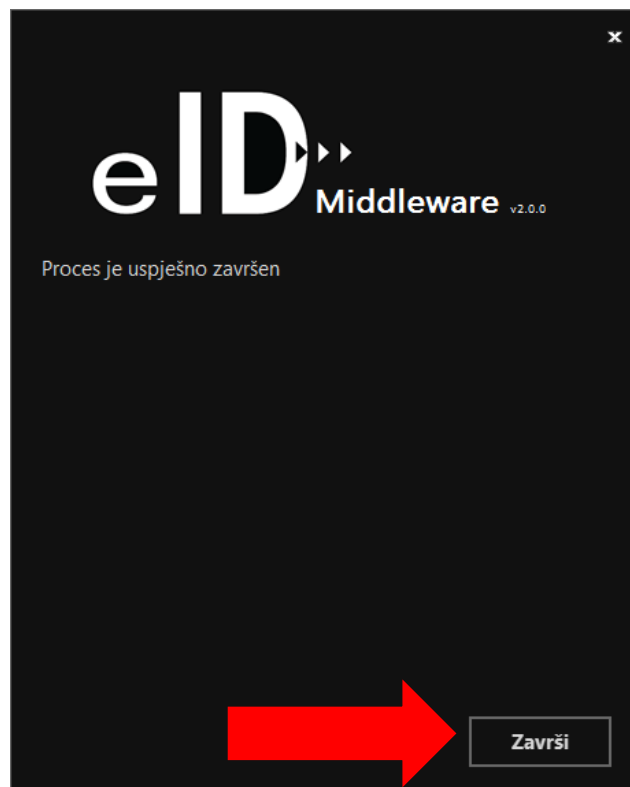 x
eID
Middleware v2.0.0
Proces je uspješno završen
Završi